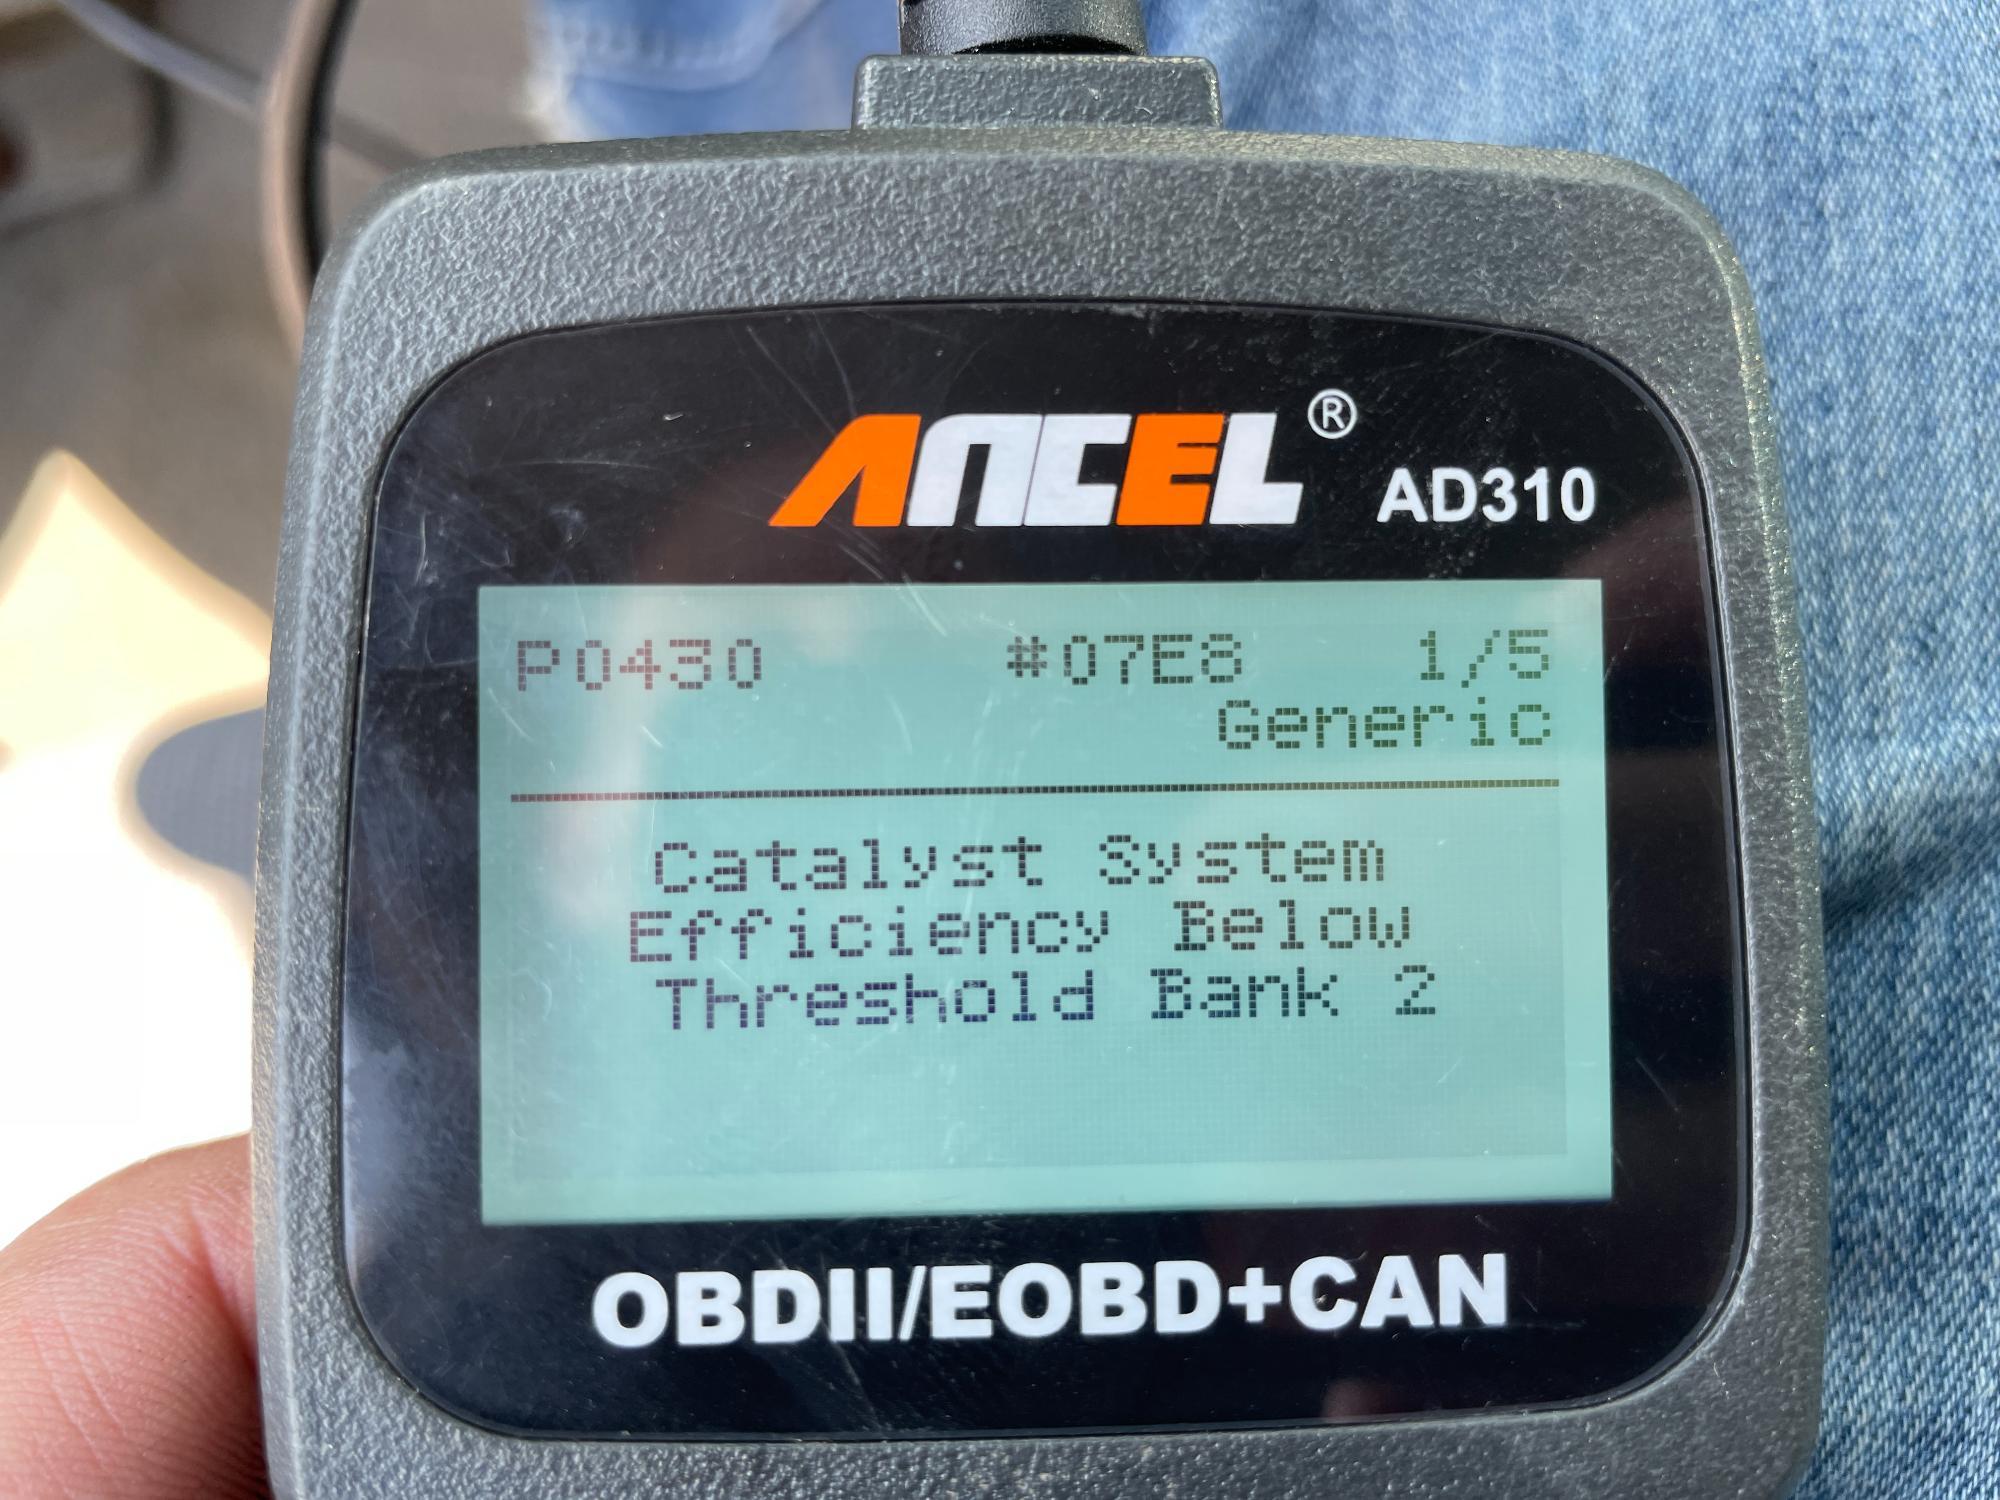 ANCEL® AD310
P0430 #07E8 1/5
Generic
Catalyst System
Efficiency Below
Threshold Bank 2
OBDII/EOBD+CAN